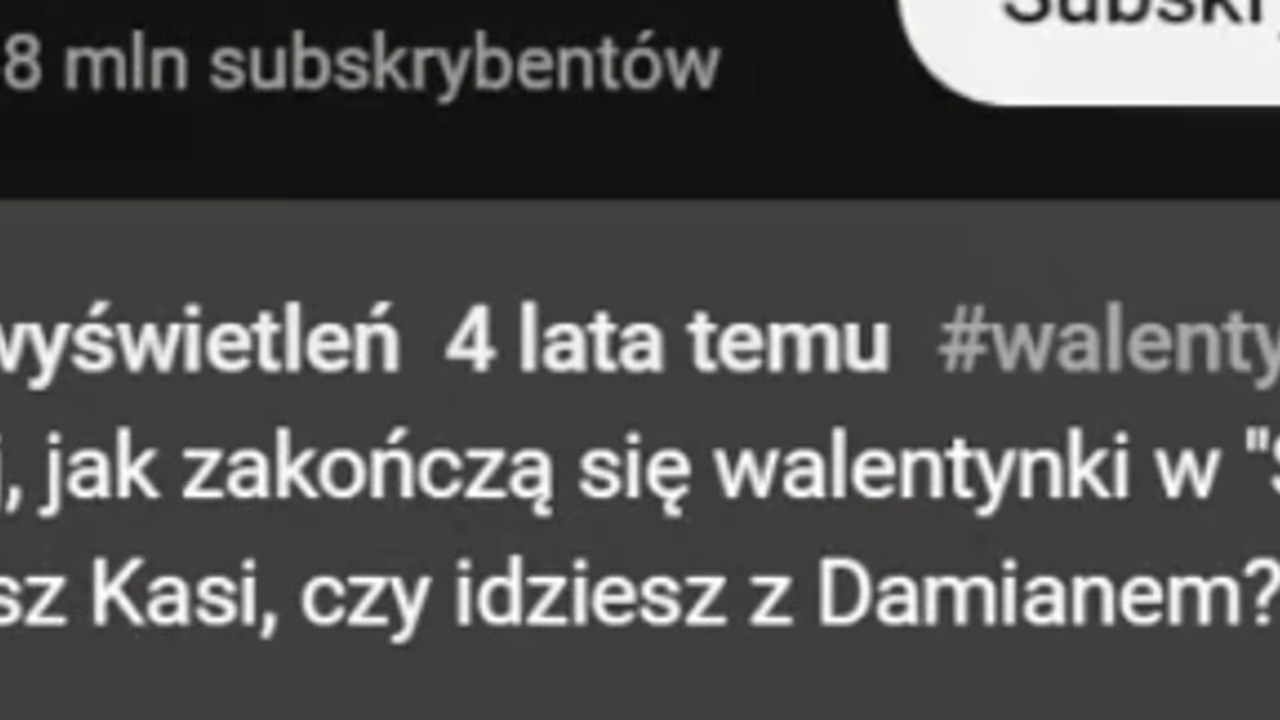 8 mln subskrybentów
wyświetleń 4 lata temu #walenty
jak zakończą się walentynki w "S
sz Kasi, czy idziesz z Damianem?